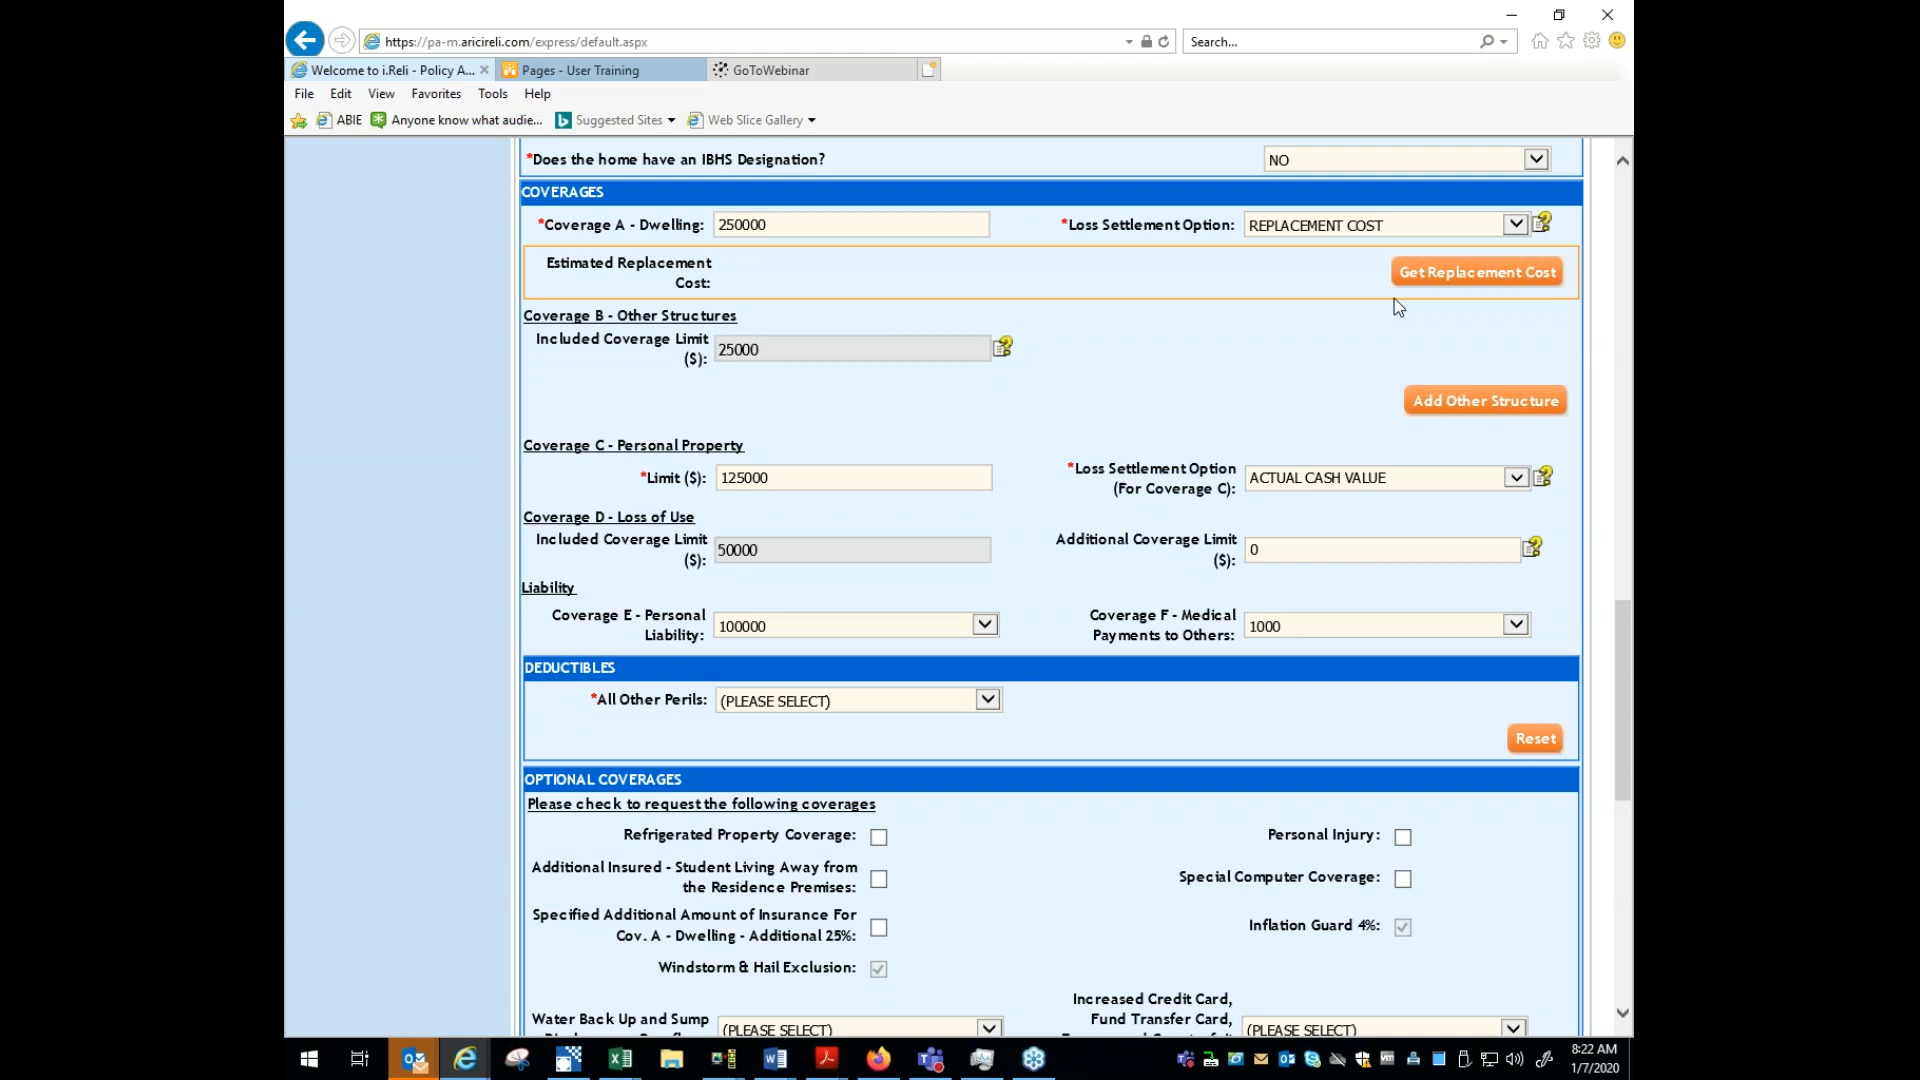 https://pa-m.aricireli.com/express/default.aspx
Search...
Welcome to i.Reli - Policy A...
Pages - User Training
GoToWebinar
File Edit View Favorites Tools Help
ABIE
Anyone know what audie...
Suggested Sites
Web Slice Gallery
*Does the home have an IBHS Designation?
NO
COVERAGES
*Coverage A - Dwelling:
250000
*Loss Settlement Option:
REPLACEMENT COST
Estimated Replacement
Cost:
Get Replacement Cost
Coverage B - Other Structures
Included Coverage Limit
($):
25000
Add Other Structure
Coverage C - Personal Property
*Limit ($):
125000
*Loss Settlement Option
(For Coverage C):
ACTUAL CASH VALUE
Coverage D - Loss of Use
Included Coverage Limit
($):
50000
Additional Coverage Limit
($):
0
Liability
Coverage E - Personal
Liability:
100000
Coverage F - Medical
Payments to Others:
1000
DEDUCTIBLES
*All Other Perils:
(PLEASE SELECT)
Reset
OPTIONAL COVERAGES
Please check to request the following coverages
Refrigerated Property Coverage:
Personal Injury:
Additional Insured - Student Living Away from
the Residence Premises:
Special Computer Coverage:
Specified Additional Amount of Insurance For
Cov. A - Dwelling - Additional 25%:
Inflation Guard 4%:
Windstorm & Hail Exclusion:
Water Back Up and Sump
(PLEASE SELECT)
Increased Credit Card,
Fund Transfer Card,
(PLEASE SELECT)
8:22 AM
1/7/2020